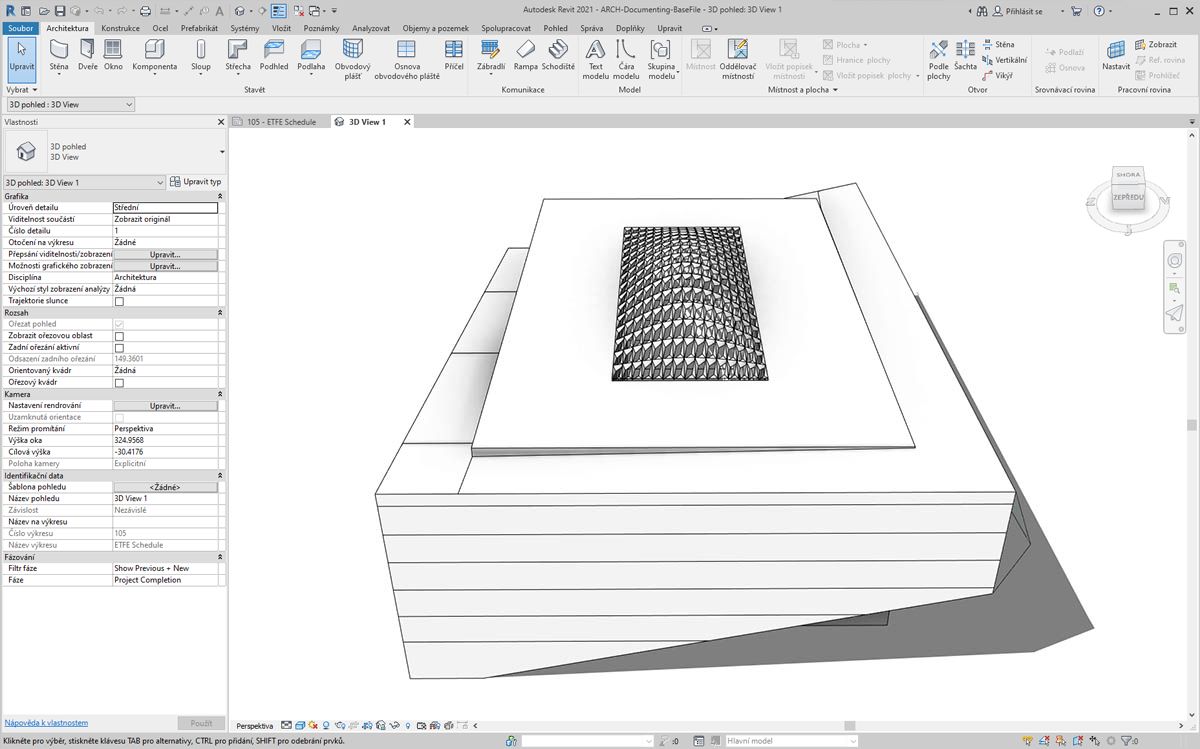 Autodesk Revit 2021 - ARCH-Documenting-BaseFile - 3D pohled: 3D View 1
Přihlásit se
Soubor Architektura Konstrukce Ocel Prefabrikát Systémy Vložit Poznámky Analyzovat Objemy a pozemek Spolupracovat Pohled Správa Doplňky Upravit
Upravit Stěna Dveře Okno Komponenta Sloup Střecha Podhled Podlaha Obvodový plášť Osnova obvodového pláště Příčel Zábradlí Rampa Schodiště Text modelu Čára modelu Skupina modelu Místnost Oddělovač místností Vložit popisek místnosti
Plocha
Hranice plochy
Vložit popisek plochy
Podle plochy Šachta
Stěna
Vertikální
Vikýř
Podlaží
Osnova
Nastavit
Zobrazit
Ref. rovina
Prohlížeč
Vybrat Stavět Komunikace Model Místnost a plocha Otvor Srovnávací rovina Pracovní rovina
3D pohled : 3D View
Vlastnosti
105 - ETFE Schedule
3D View 1
3D pohled
3D View
3D pohled: 3D View 1
Upravit typ
Grafika
Úroveň detailu Střední
Viditelnost součástí Zobrazit originál
Číslo detailu 1
Otočení na výkresu Žádné
Přepsání viditelnosti/zobrazení Upravit...
Možnosti grafického zobrazení Upravit...
Disciplína Architektura
Výchozí styl zobrazení analýzy Žádná
Trajektorie slunce
Rozsah
Ořezat pohled
Zobrazit ořezovou oblast
Zadní ořezání aktivní
Odsazení zadního ořezání 149.3601
Orientovaný kvádr Žádná
Ořezový kvádr
Kamera
Nastavení rendrování Upravit...
Uzamknutá orientace
Režim promítání Perspektiva
Výška oka 324.9568
Cílová výška -30.4176
Poloha kamery Explicitní
Identifikační data
Šablona pohledu <Žádné>
Název pohledu 3D View 1
Závislost Nezávislé
Název na výkresu
Číslo výkresu 105
Název výkresu ETFE Schedule
Fázování
Filtr fáze Show Previous + New
Fáze Project Completion
SHORA
ZEPŘEDU
Z
V
J
Nápověda k vlastnostem
Použít
Perspektiva
Klikněte pro výběr, stiskněte klávesu TAB pro alternativy, CTRL pro přidání, SHIFT pro odebrání prvků.
:0
Hlavní model
:0